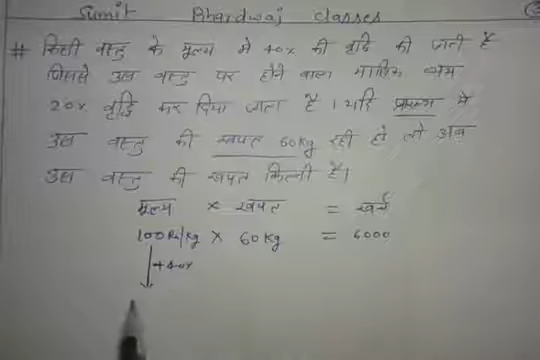 Sumit Bhardwaj classes
# किसी वस्तु के मूल्य मे 40% की वृद्धि की जाती है
जिससे उस वस्तु पर होने वाला मासिक व्यय
20% वृद्धि कर दिया जाता है। यदि प्रारम्भ मे
उस वस्तु की खपत 60kg रही हो तो अब
उस वस्तु की खपत कितनी है।
मूल्य × खपत = खर्च
100Rs/kg × 60kg = 6000
+40%